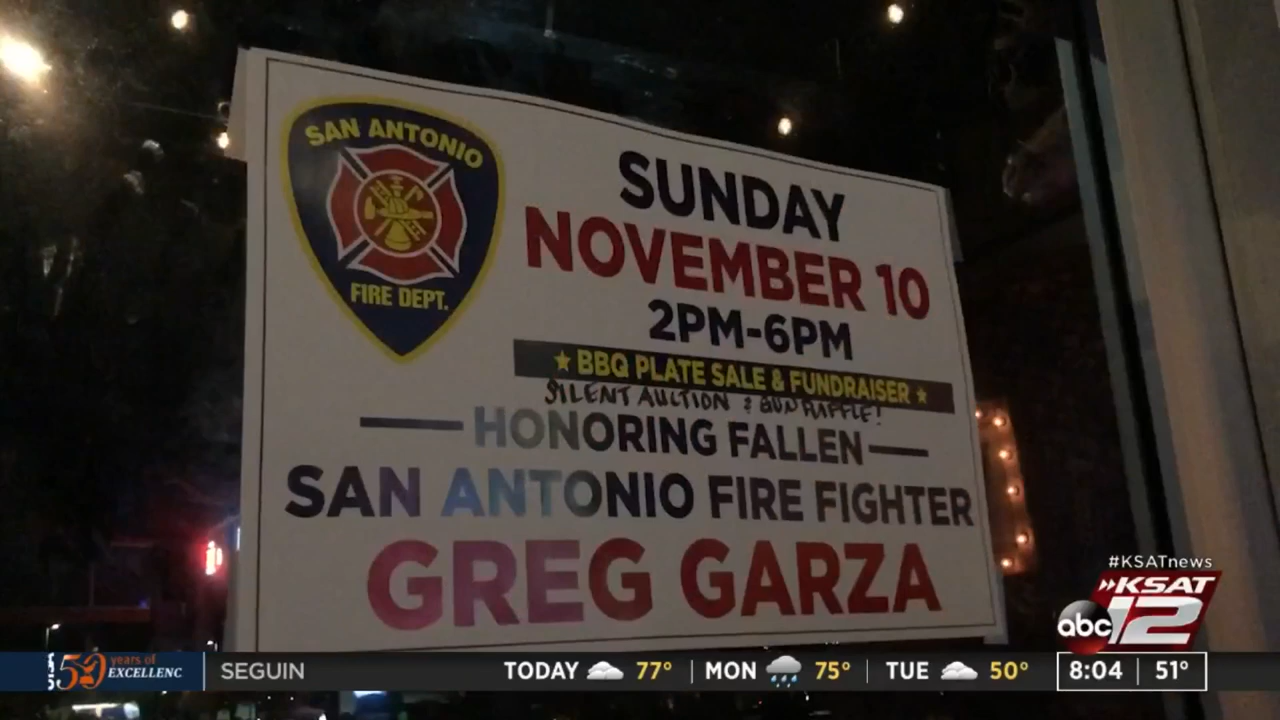 SAN ANTONIO
FIRE DEPT.
SUNDAY
NOVEMBER 10
2PM-6PM
★ BBQ PLATE SALE & FUNDRAISER ★
SILENT AUCTION & GUN RAFFLE!
HONORING FALLEN
SAN ANTONIO FIRE FIGHTER
GREG GARZA
#KSATnews
KSAT
abc 12
years of
EXCELLENC
SEGUIN
TODAY 77° | MON 75° | TUE 50°
8:04 | 51°